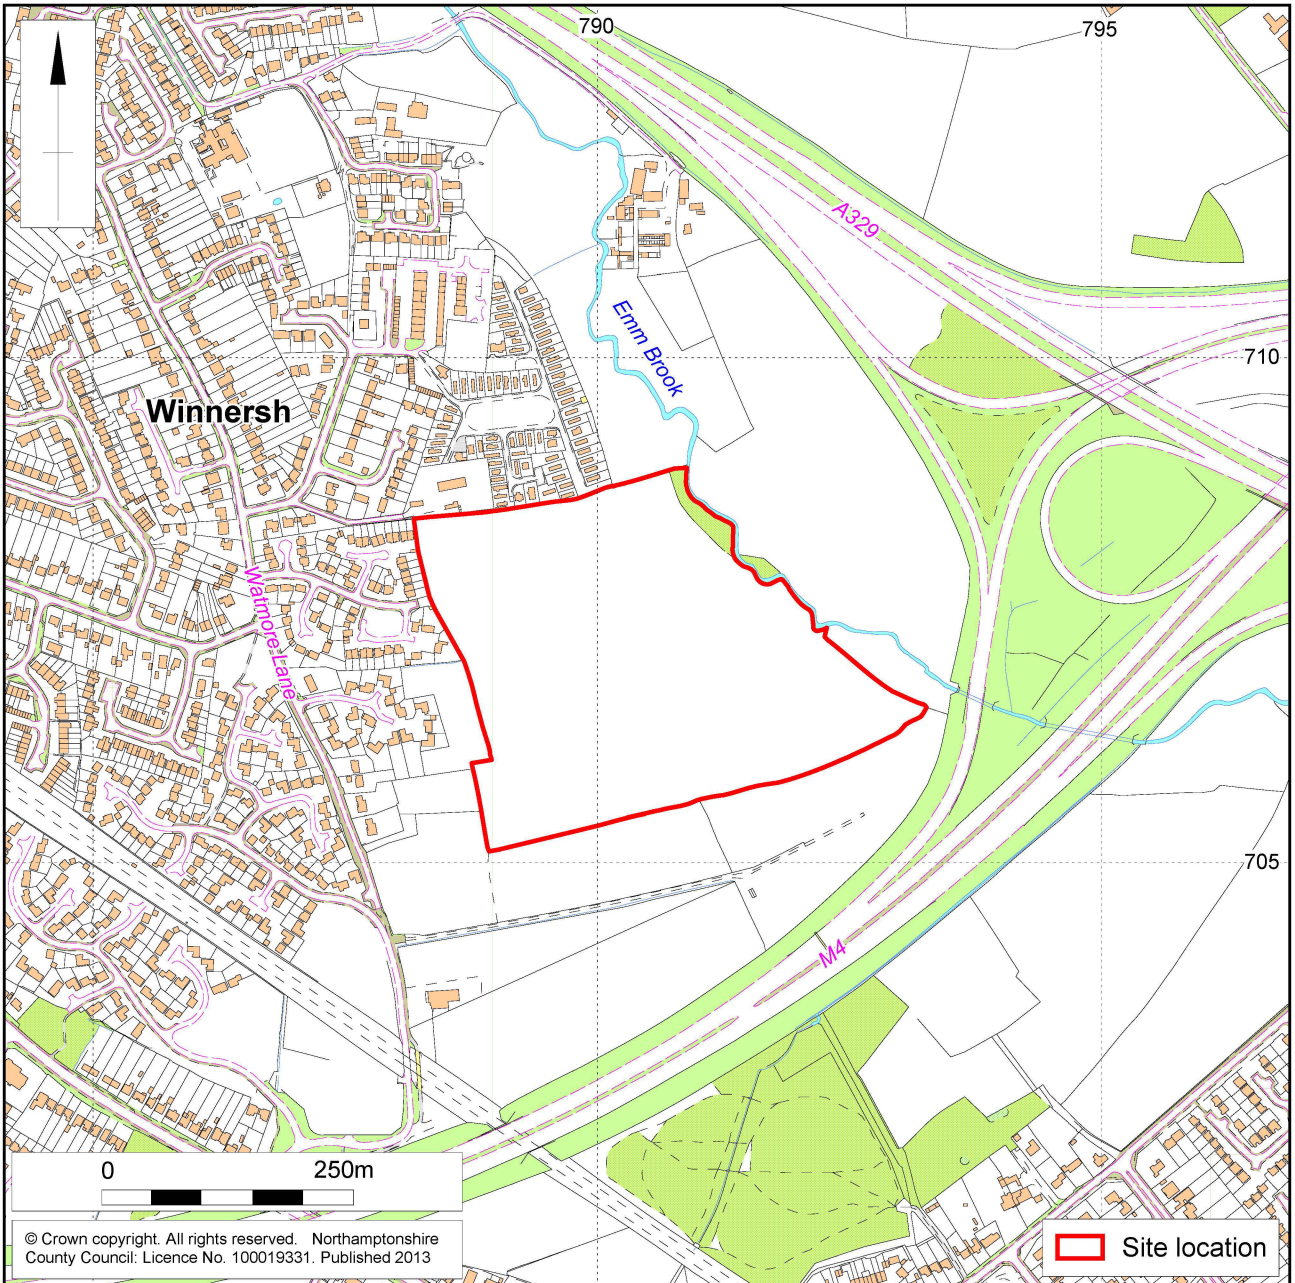 790
795
A329
Emm Brook
710
Winnersh
Watmore Lane
705
M4
0 250m
© Crown copyright. All rights reserved. Northamptonshire
County Council: Licence No. 100019331. Published 2013
Site location